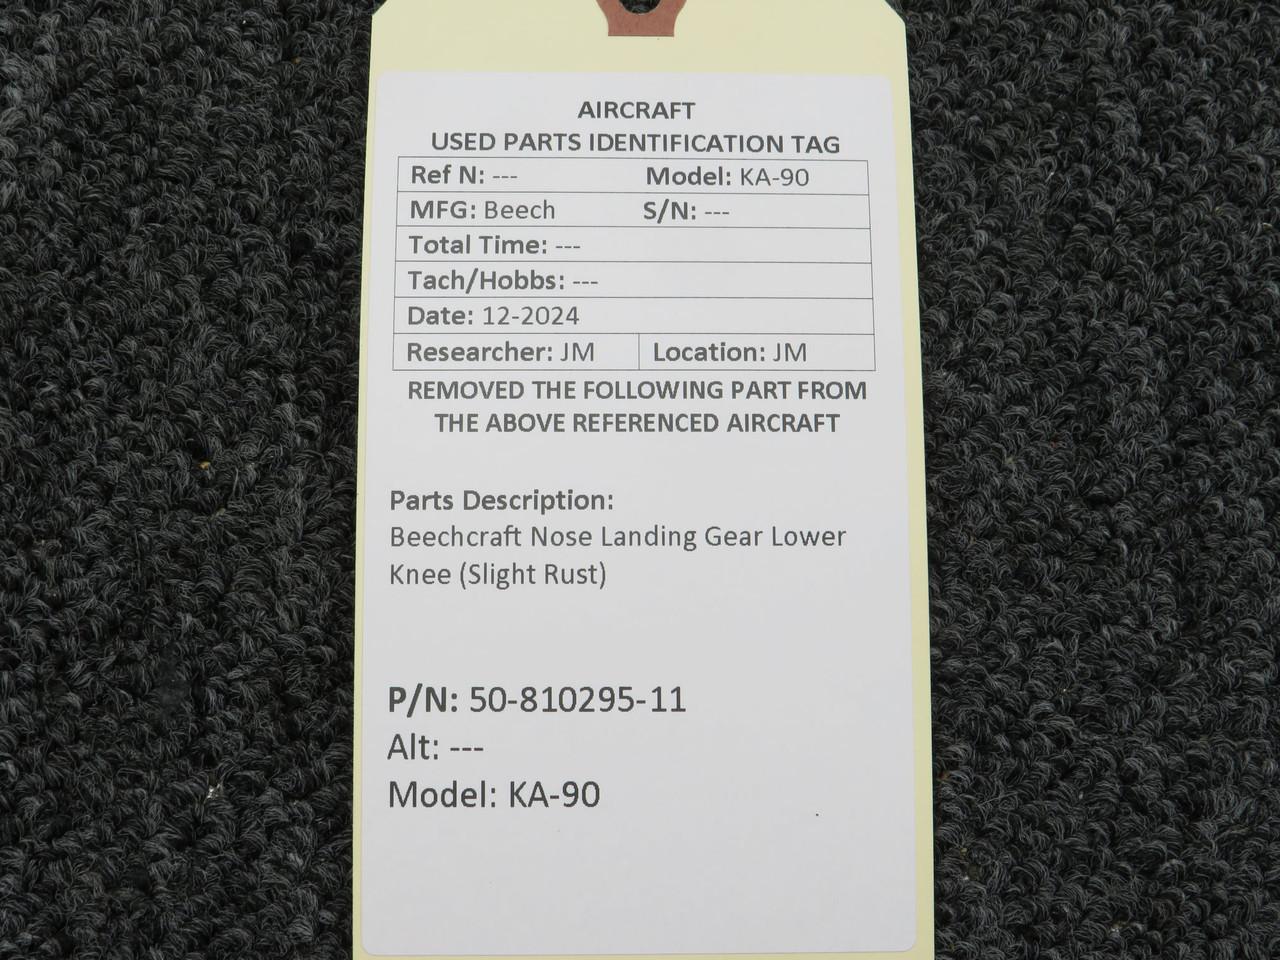 AIRCRAFT
USED PARTS IDENTIFICATION TAG
Ref N: --- Model: KA-90
MFG: Beech S/N: ---
Total Time: ---
Tach/Hobbs: ---
Date: 12-2024
Researcher: JM Location: JM
REMOVED THE FOLLOWING PART FROM
THE ABOVE REFERENCED AIRCRAFT
Parts Description:
Beechcraft Nose Landing Gear Lower
Knee (Slight Rust)
P/N: 50-810295-11
Alt: ---
Model: KA-90